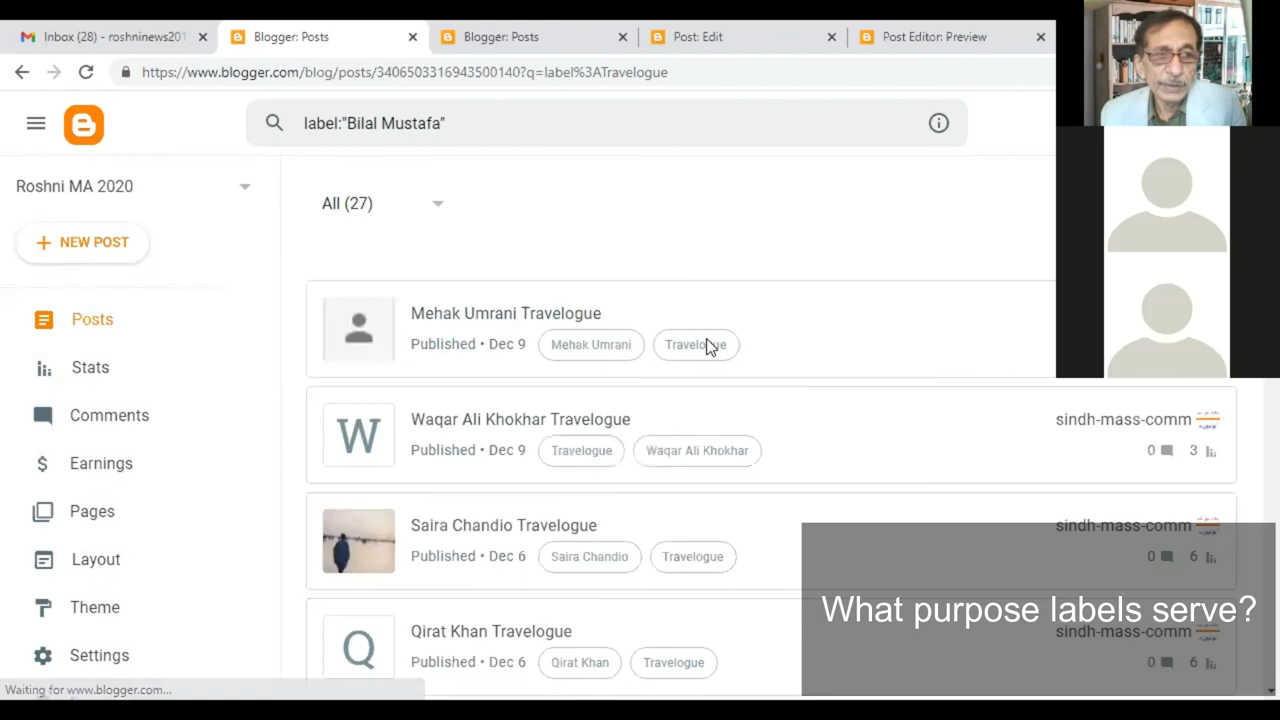 Inbox (28) - roshninews201
Blogger: Posts
Blogger: Posts
Post: Edit
Post Editor: Preview
https://www.blogger.com/blog/posts/3406503316943500140?q=label%3ATravelogue
label:"Bilal Mustafa"
Roshni MA 2020
All (27)
NEW POST
Posts
Stats
Comments
Earnings
Pages
Layout
Theme
Settings
Mehak Umrani Travelogue
Published • Dec 9 Mehak Umrani Travelogue
W
Waqar Ali Khokhar Travelogue
sindh-mass-comm
Published • Dec 9 Travelogue Waqar Ali Khokhar
0 3
Saira Chandio Travelogue
sindh-mass-comm
Published • Dec 6 Saira Chandio Travelogue
0 6
Q
Qirat Khan Travelogue
sindh-mass-comm
Published • Dec 6 Qirat Khan Travelogue
0 6
What purpose labels serve?
Waiting for www.blogger.com...